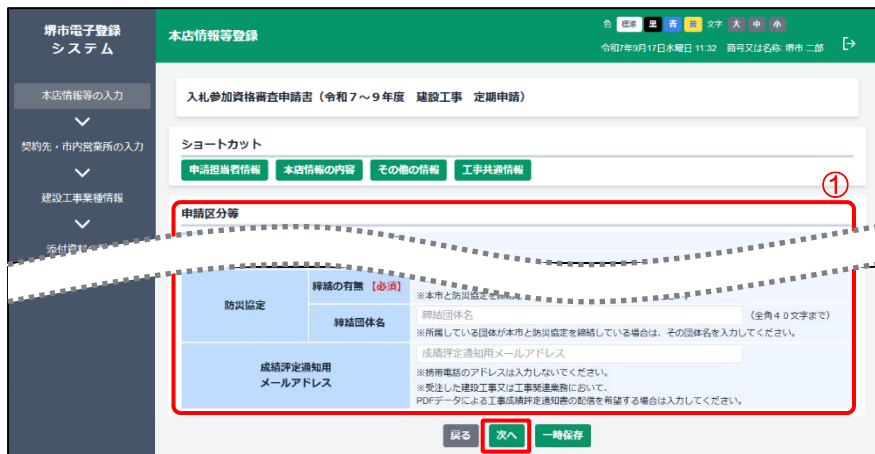 堺市電子登録
システム
本店情報等登録
色 標準 黒 青 黄 文字 大 中 小
令和7年9月17日水曜日 11:32 商号又は名称: 堺市 二郎
本店情報等の入力
契約先・市内営業所の入力
建設工事業種情報
入札参加資格審査申請書（令和７～９年度　建設工事　定期申請）
ショートカット
申請担当者情報 本店情報の内容 その他の情報 工事共通情報
①
申請区分等
防災協定
締結の有無【必須】
※本市と防災協定を締結
締結団体名
締結団体名 （全角４０文字まで）
※所属している団体が本市と防災協定を締結している場合は、その団体名を入力してください。
成績評定通知用
メールアドレス
成績評定通知用メールアドレス
※携帯電話のアドレスは入力しないでください。
※受注した建設工事又は工事関連業務において、
PDFデータによる工事成績評定通知書の配信を希望する場合は入力してください。
戻る 次へ 一時保存